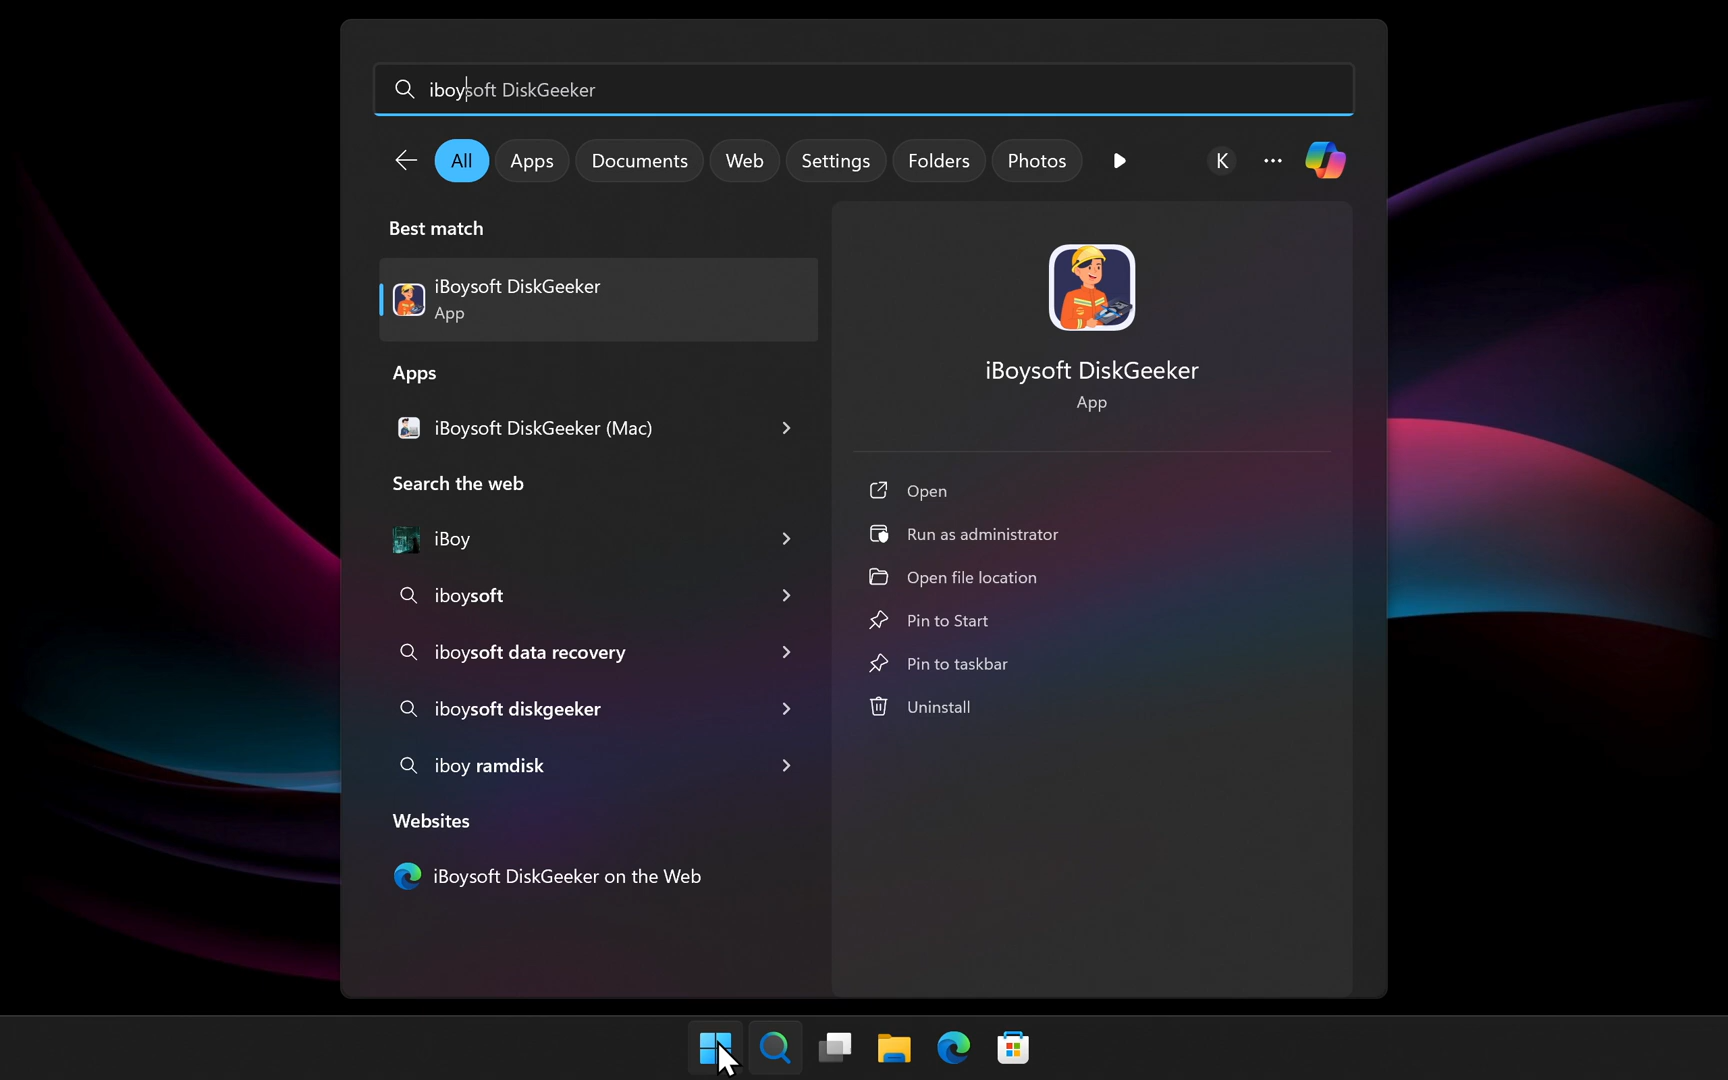 iboysoft DiskGeeker
All Apps Documents Web Settings Folders Photos K
Best match
iBoysoft DiskGeeker
App
Apps
iBoysoft DiskGeeker (Mac)
Search the web
iBoy
iboysoft
iboysoft data recovery
iboysoft diskgeeker
iboy ramdisk
Websites
iBoysoft DiskGeeker on the Web
iBoysoft DiskGeeker
App
Open
Run as administrator
Open file location
Pin to Start
Pin to taskbar
Uninstall